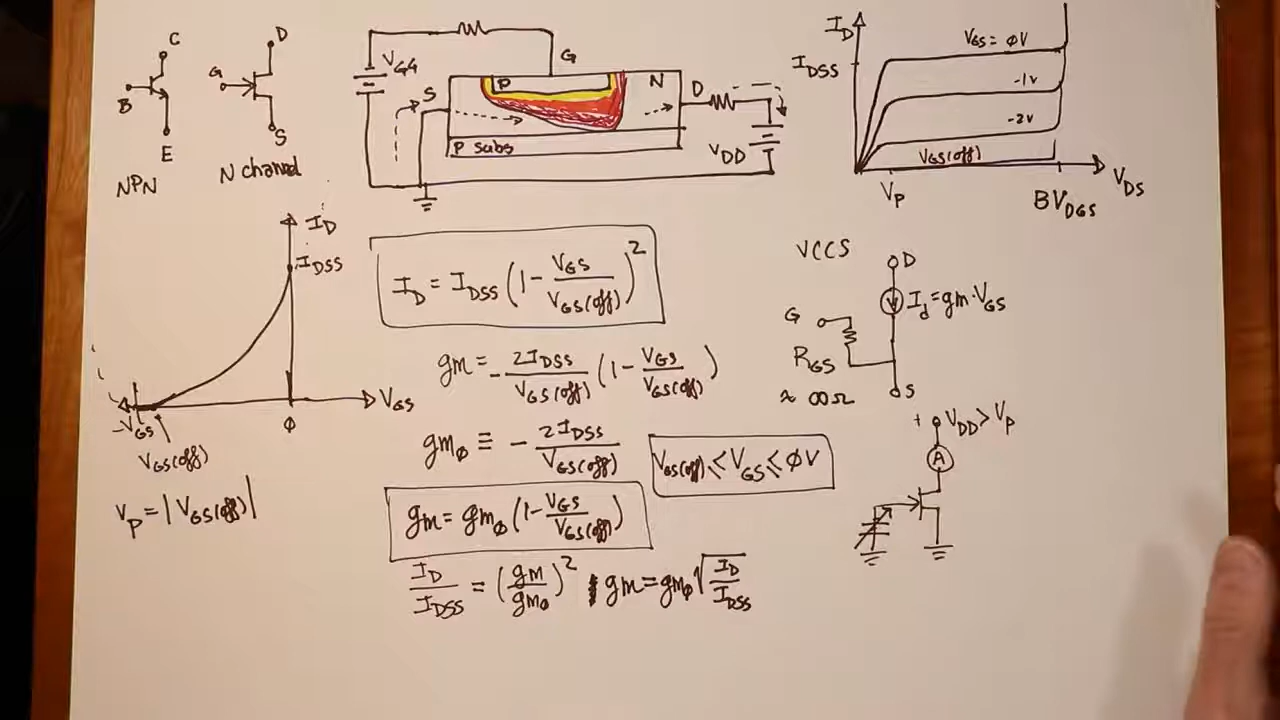 C
B
E
NPN
D
G
S
N channel
VGG
G
S
P
N
D
P subs
VDD
ID
IDSS
VGS = φV
-1V
-2V
VGS(off)
VP
BVDGS
VDS
ID
IDSS
VGS
-VGS
φ
VGS(off)
VP = |VGS(off)|
ID = IDSS (1 - VGS/VGS(off))²
gm = - 2IDSS/VGS(off) (1 - VGS/VGS(off))
gmφ ≡ - 2IDSS/VGS(off)
VGS(off) ≤ VGS ≤ φV
gm = gmφ (1 - VGS/VGS(off))
ID/IDSS = (gm/gmφ)² gm = gmφ √(ID/IDSS)
VCCS
D
Id = gm · VGS
G
RGS
≈ ∞Ω
S
+ VDD > VP
A